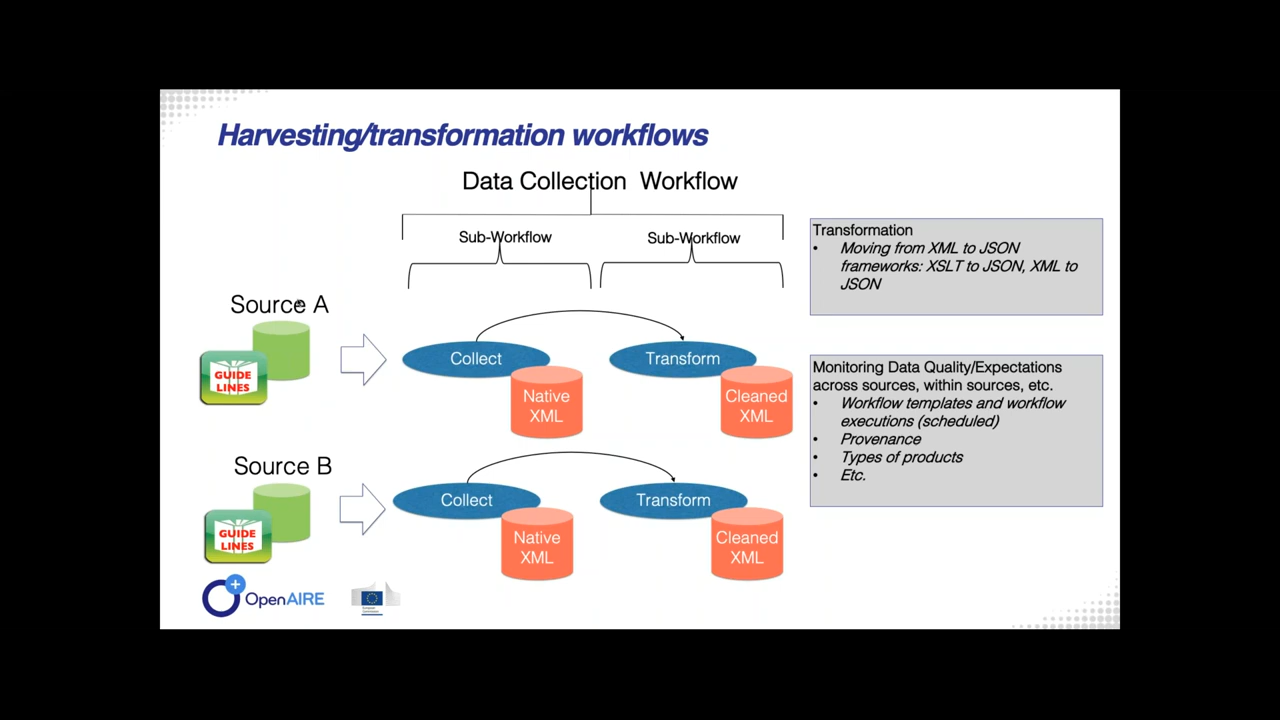 Harvesting/transformation workflows
Data Collection Workflow
Sub-Workflow
Sub-Workflow
Source A
GUIDE
LINES
Collect
Native
XML
Transform
Cleaned
XML
Source B
GUIDE
LINES
Collect
Native
XML
Transform
Cleaned
XML
Transformation
• Moving from XML to JSON
frameworks: XSLT to JSON, XML to
JSON
Monitoring Data Quality/Expectations
across sources, within sources, etc.
• Workflow templates and workflow
executions (scheduled)
• Provenance
• Types of products
• Etc.
OpenAIRE